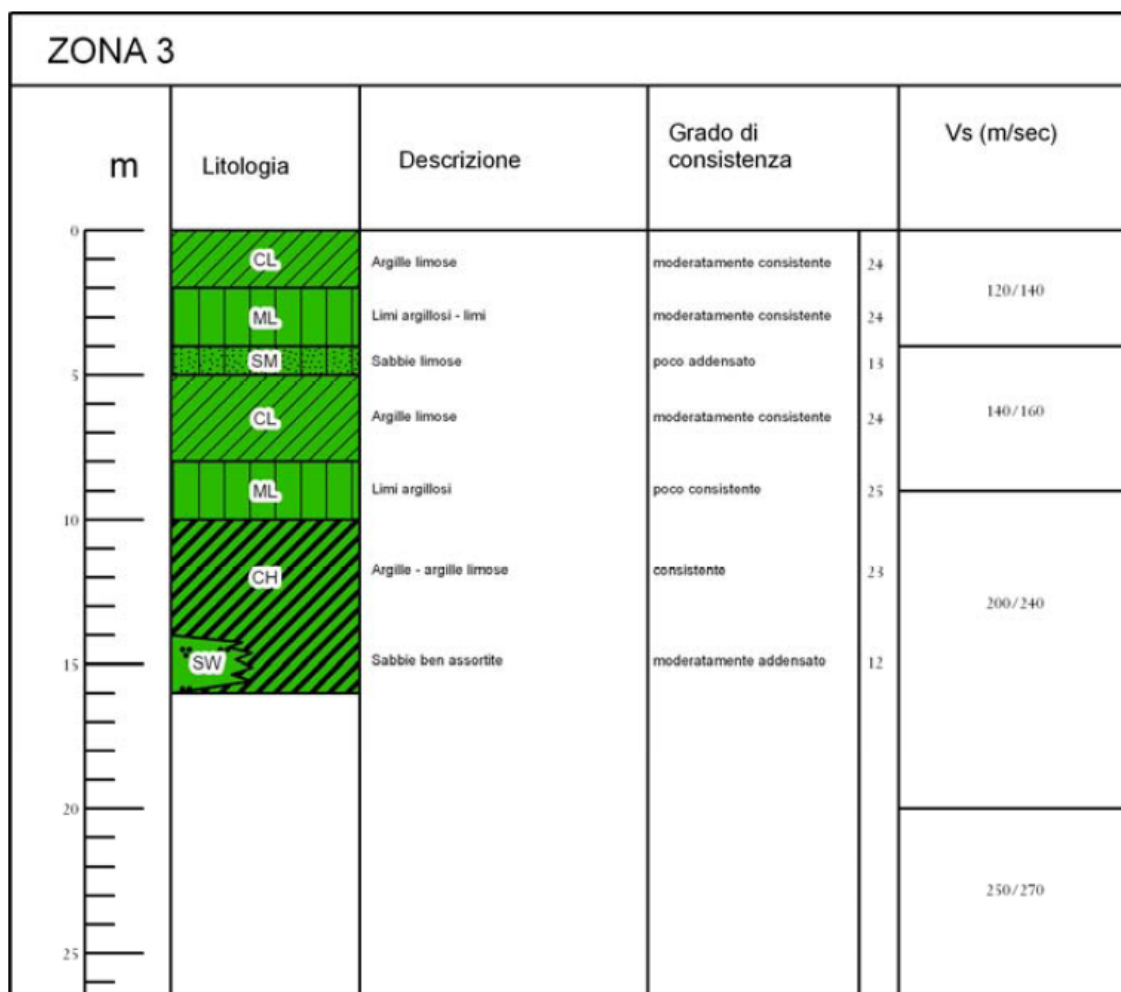 ZONA 3
m
Litologia
Descrizione
Grado di
consistenza
Vs (m/sec)
0
CL
Argille limose
moderatamente consistente
24
120/140
ML
Limi argillosi - limi
moderatamente consistente
24
SM
Sabbie limose
poco addensato
13
5
CL
Argille limose
moderatamente consistente
24
140/160
ML
Limi argillosi
poco consistente
25
10
CH
Argille - argille limose
consistente
23
200/240
15
SW
Sabbie ben assortite
moderatamente addensato
12
20
250/270
25